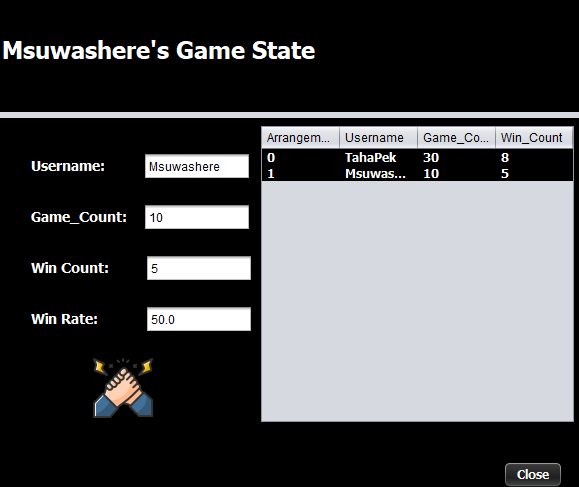 Msuwashere's Game State
Username: Msuwashere
Game_Count: 10
Win Count: 5
Win Rate: 50.0
Arrangem... Username Game_Co... Win_Count
0 TahaPek 30 8
1 Msuwas... 10 5
Close